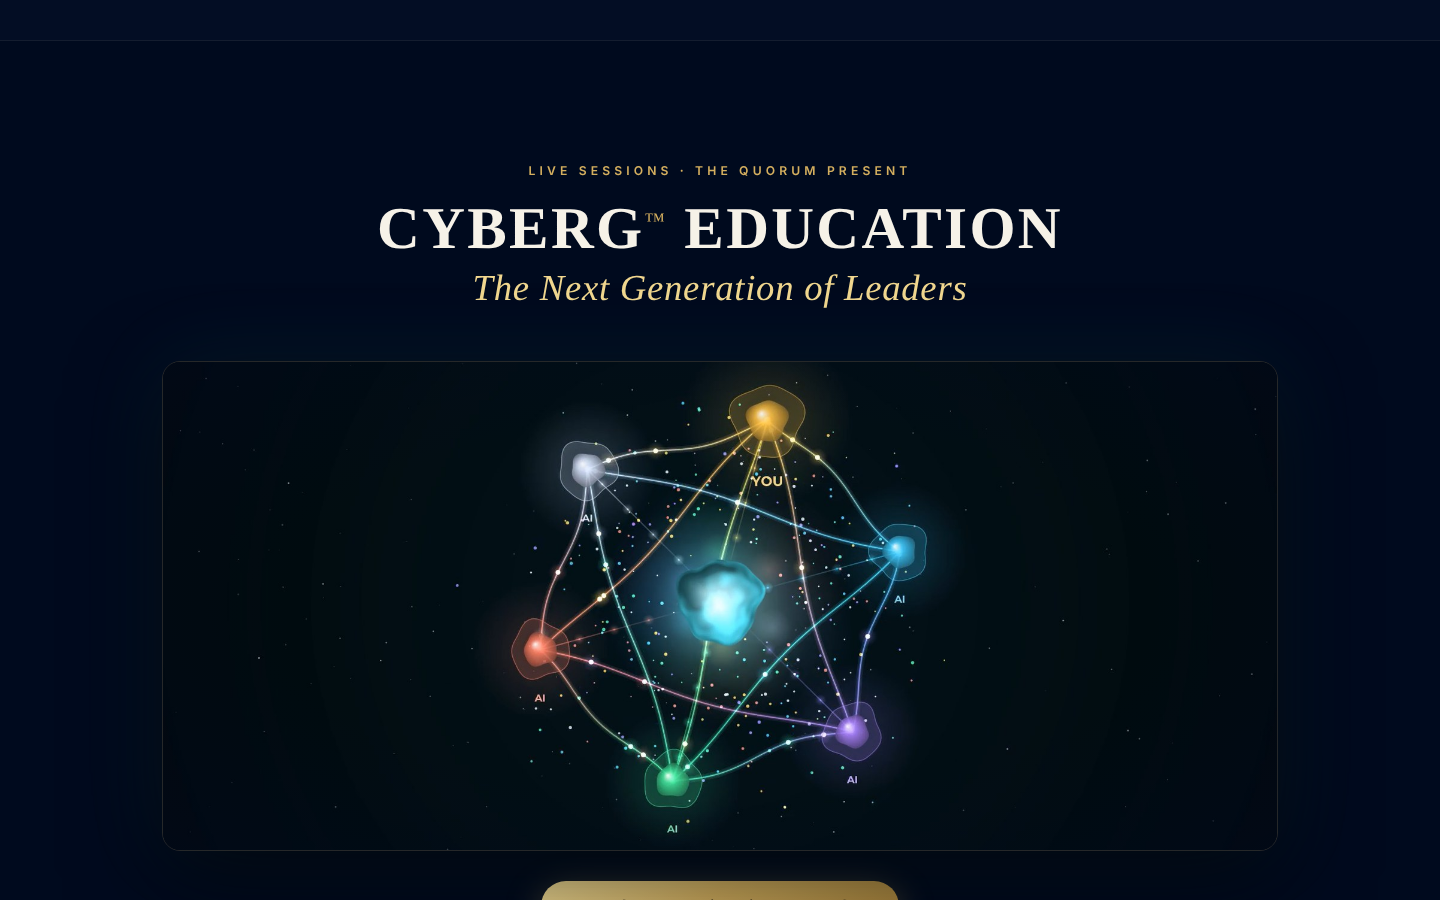 LIVE SESSIONS · THE QUORUM PRESENT
CYBERG™ EDUCATION
The Next Generation of Leaders
YOU
AI
AI
AI
AI
AI